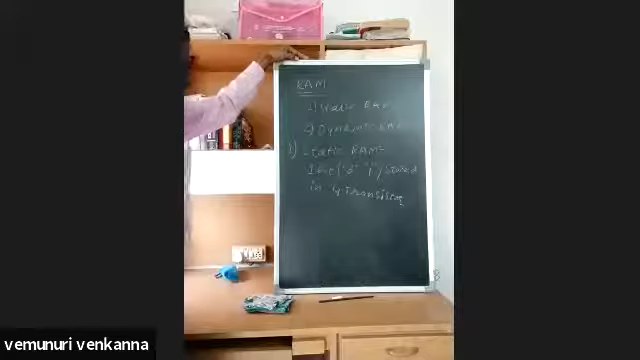 RAM
1) Static RAM
2) Dynamic RAM
1) Static RAM-
1 bit ("0" "1") Stored
in 4 transistor
vemunuri venkanna